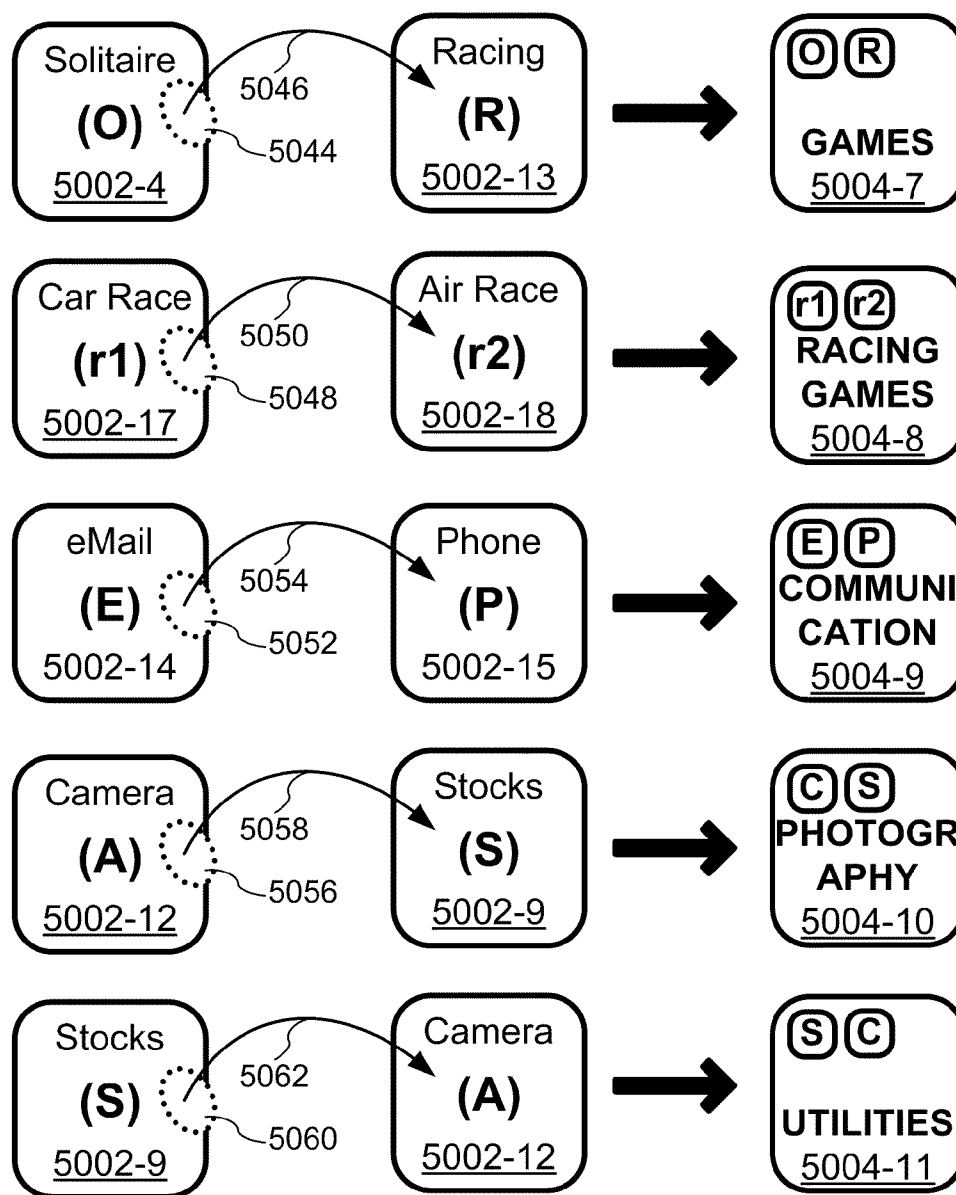 Solitaire
(O)
5002-4
5046
5044
Racing
(R)
5002-13
O R
GAMES
5004-7
Car Race
(r1)
5002-17
5050
5048
Air Race
(r2)
5002-18
r1 r2
RACING
GAMES
5004-8
eMail
(E)
5002-14
5054
5052
Phone
(P)
5002-15
E P
COMMUNI
CATION
5004-9
Camera
(A)
5002-12
5058
5056
Stocks
(S)
5002-9
C S
PHOTOGR
APHY
5004-10
Stocks
(S)
5002-9
5062
5060
Camera
(A)
5002-12
S C
UTILITIES
5004-11